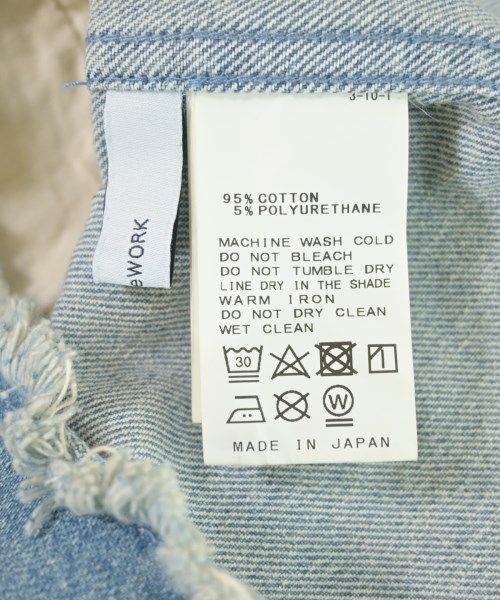 3-10-1
95% COTTON
5% POLYURETHANE
MACHINE WASH COLD
DO NOT BLEACH
DO NOT TUMBLE DRY
LINE DRY IN THE SHADE
WARM IRON
DO NOT DRY CLEAN
WET CLEAN
30
W
MADE IN JAPAN
eWORK